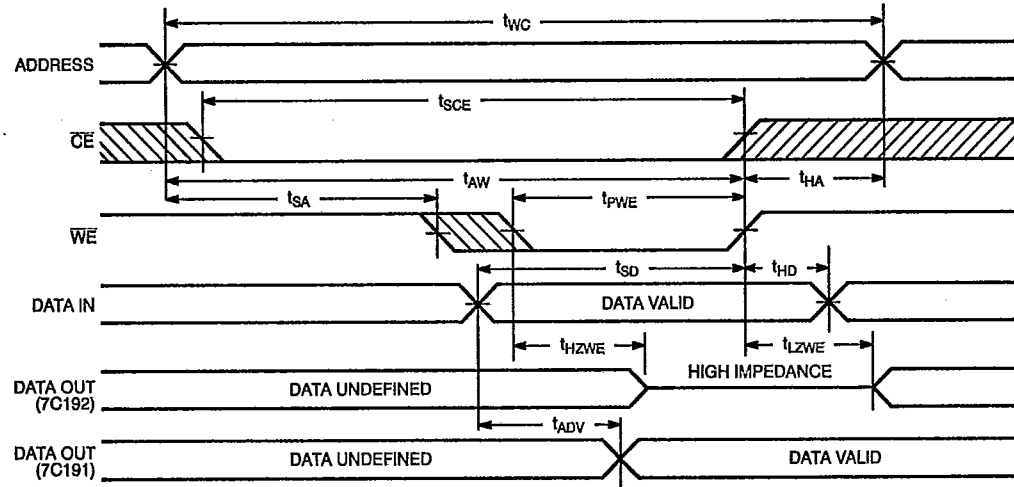 tWC
ADDRESS
tSCE
CE
tAW
tHA
tSA
tPWE
WE
tSD
tHD
DATA IN
DATA VALID
tHZWE
tLZWE
HIGH IMPEDANCE
DATA OUT
(7C192)
DATA UNDEFINED
tADV
DATA OUT
(7C191)
DATA UNDEFINED
DATA VALID